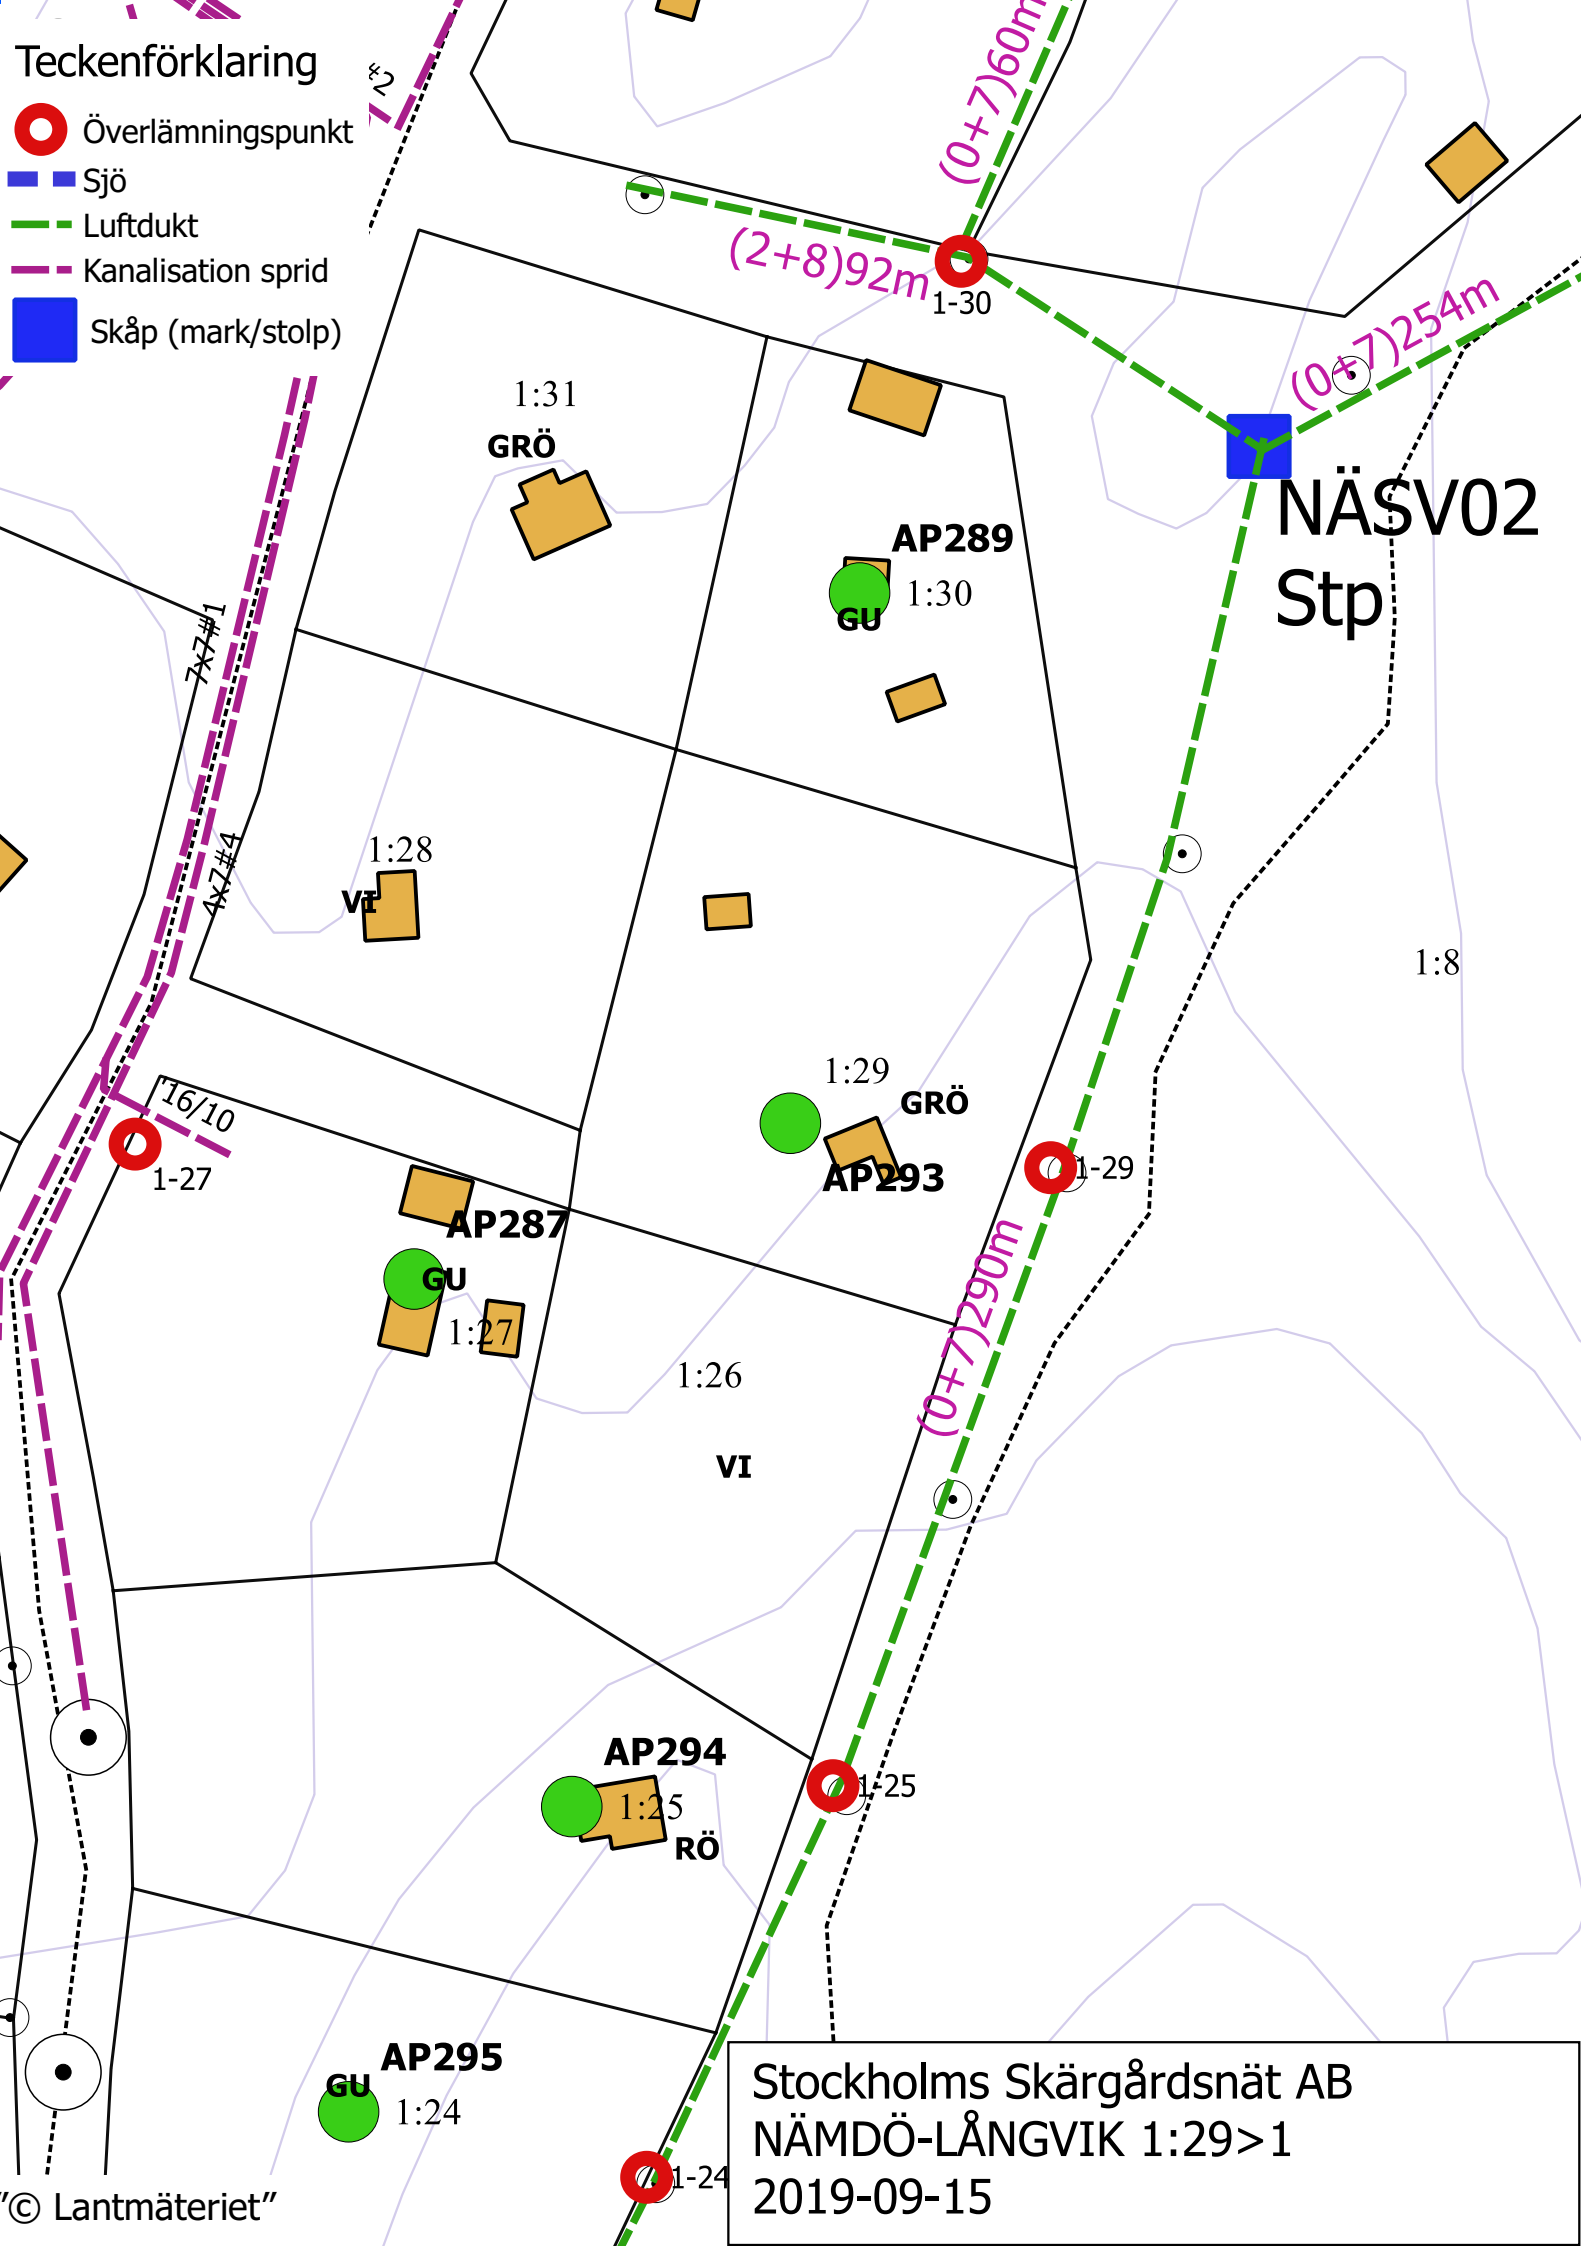 Teckenförklaring
Överlämningspunkt
Sjö
Luftdukt
Kanalisation sprid
Skåp (mark/stolp)
#2
(0+7)60m
(2+8)92m
1-30
(0+7)254m
1:31
GRÖ
NÄSV02
Stp
AP289
1:30
GU
7x7#1
4x7#4
1:28
VI
1:8
1:29
GRÖ
AP293
1-29
16/10
1-27
AP287
GU
1:27
(0+7)290m
1:26
VI
AP294
1:25
RÖ
1-25
AP295
GU
1:24
1-24
Stockholms Skärgårdsnät AB
NÄMDÖ-LÅNGVIK 1:29>1
2019-09-15
"© Lantmäteriet"